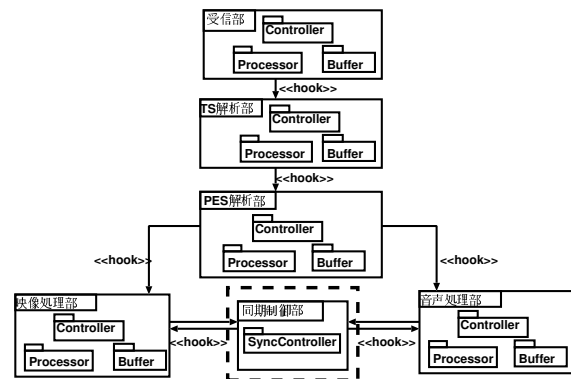 受信部
Controller
Processor
Buffer
<<hook>>
TS解析部
Controller
Processor
Buffer
<<hook>>
PES解析部
Controller
Processor
Buffer
<<hook>>
<<hook>>
映像処理部
Controller
Processor
Buffer
<<hook>>
同期制御部
SyncController
<<hook>>
音声処理部
Controller
Processor
Buffer